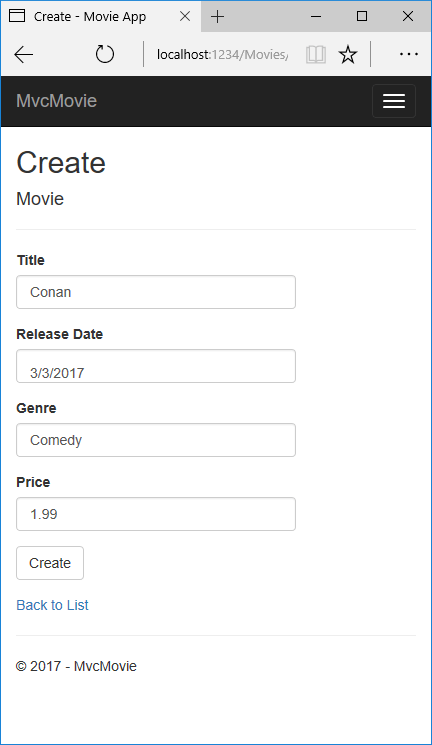 Create - Movie App
localhost:1234/Movies/
MvcMovie
Create
Movie
Title
Conan
Release Date
3/3/2017
Genre
Comedy
Price
1.99
Create
Back to List
© 2017 - MvcMovie